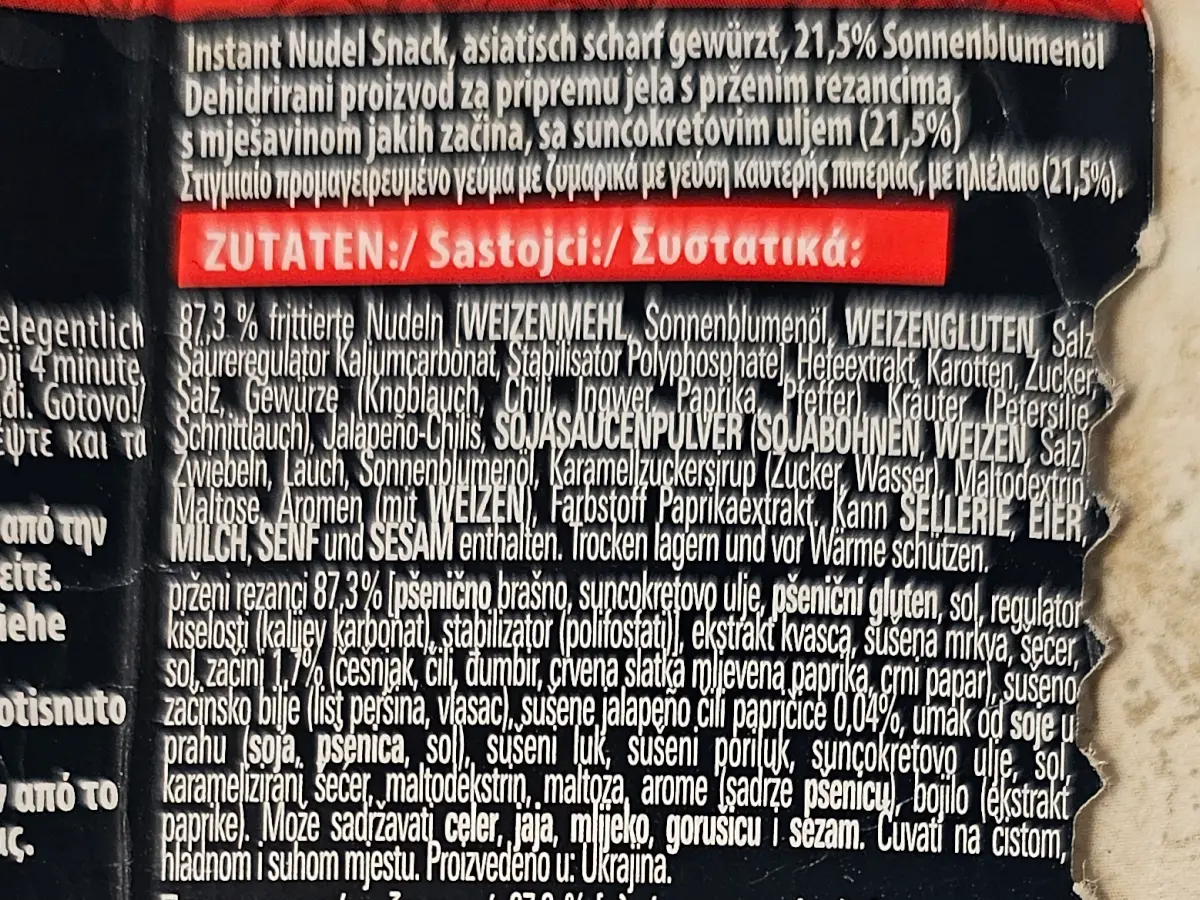 Instant Nudel Snack, asiatisch scharf gewürzt, 21,5% Sonnenblumenöl
Dehidrirani proizvod za pripremu jela s prženim rezancima,
s mješavinom jakih začina, sa suncokretovim uljem (21,5%)
Στιγμιαίο προμαγειρευμένο γεύμα με ζυμαρικά με γεύση καυτερής πιπεριάς, με ηλιέλαιο (21,5%).
ZUTATEN:/ Sastojci:/ Συστατικά:
87,3 % frittierte Nudeln [WEIZENMEHL, Sonnenblumenöl, WEIZENGLUTEN, Salz,
Säureregulator Kaliumcarbonat, Stabilisator Polyphosphate], Hefeextrakt, Karotten, Zucker,
Salz, Gewürze (Knoblauch, Chili, Ingwer, Paprika, Pfeffer), Kräuter (Petersilie,
Schnittlauch), Jalapeño-Chilis, SOJASAUCENPULVER (SOJABOHNEN, WEIZEN, Salz),
Zwiebeln, Lauch, Sonnenblumenöl, Karamellzuckersirup (Zucker, Wasser), Maltodextrin,
Maltose, Aromen (mit WEIZEN), Farbstoff Paprikaextrakt. Kann SELLERIE, EIER,
MILCH, SENF und SESAM enthalten. Trocken lagern und vor Wärme schützen.
prženi rezanci 87,3% [pšenično brašno, suncokretovo ulje, pšenični gluten, sol, regulator
kiselosti (kalijev karbonat), stabilizator (polifosfati)], ekstrakt kvasca, sušena mrkva, šećer,
sol, začini 1,7% (češnjak, čili, đumbir, crvena slatka mljevena paprika, crni papar), sušeno
začinsko bilje (list peršina, vlasac), sušene jalapeño čili papričice 0,04%, umak od soje u
prahu (soja, pšenica, sol), sušeni luk, sušeni poriluk, suncokretovo ulje, sol,
karamelizirani šećer, maltodekstrin, maltoza, arome (sadrže pšenicu), bojilo (ekstrakt
paprike). Može sadržavati celer, jaja, mlijeko, gorušicu i sezam. Čuvati na čistom,
hladnom i suhom mjestu. Proizvedeno u: Ukrajina.
elegentlich
4 minute,
di. Gotovo!/
και τα
από την
είτε.
iehe
otisnuto
από το